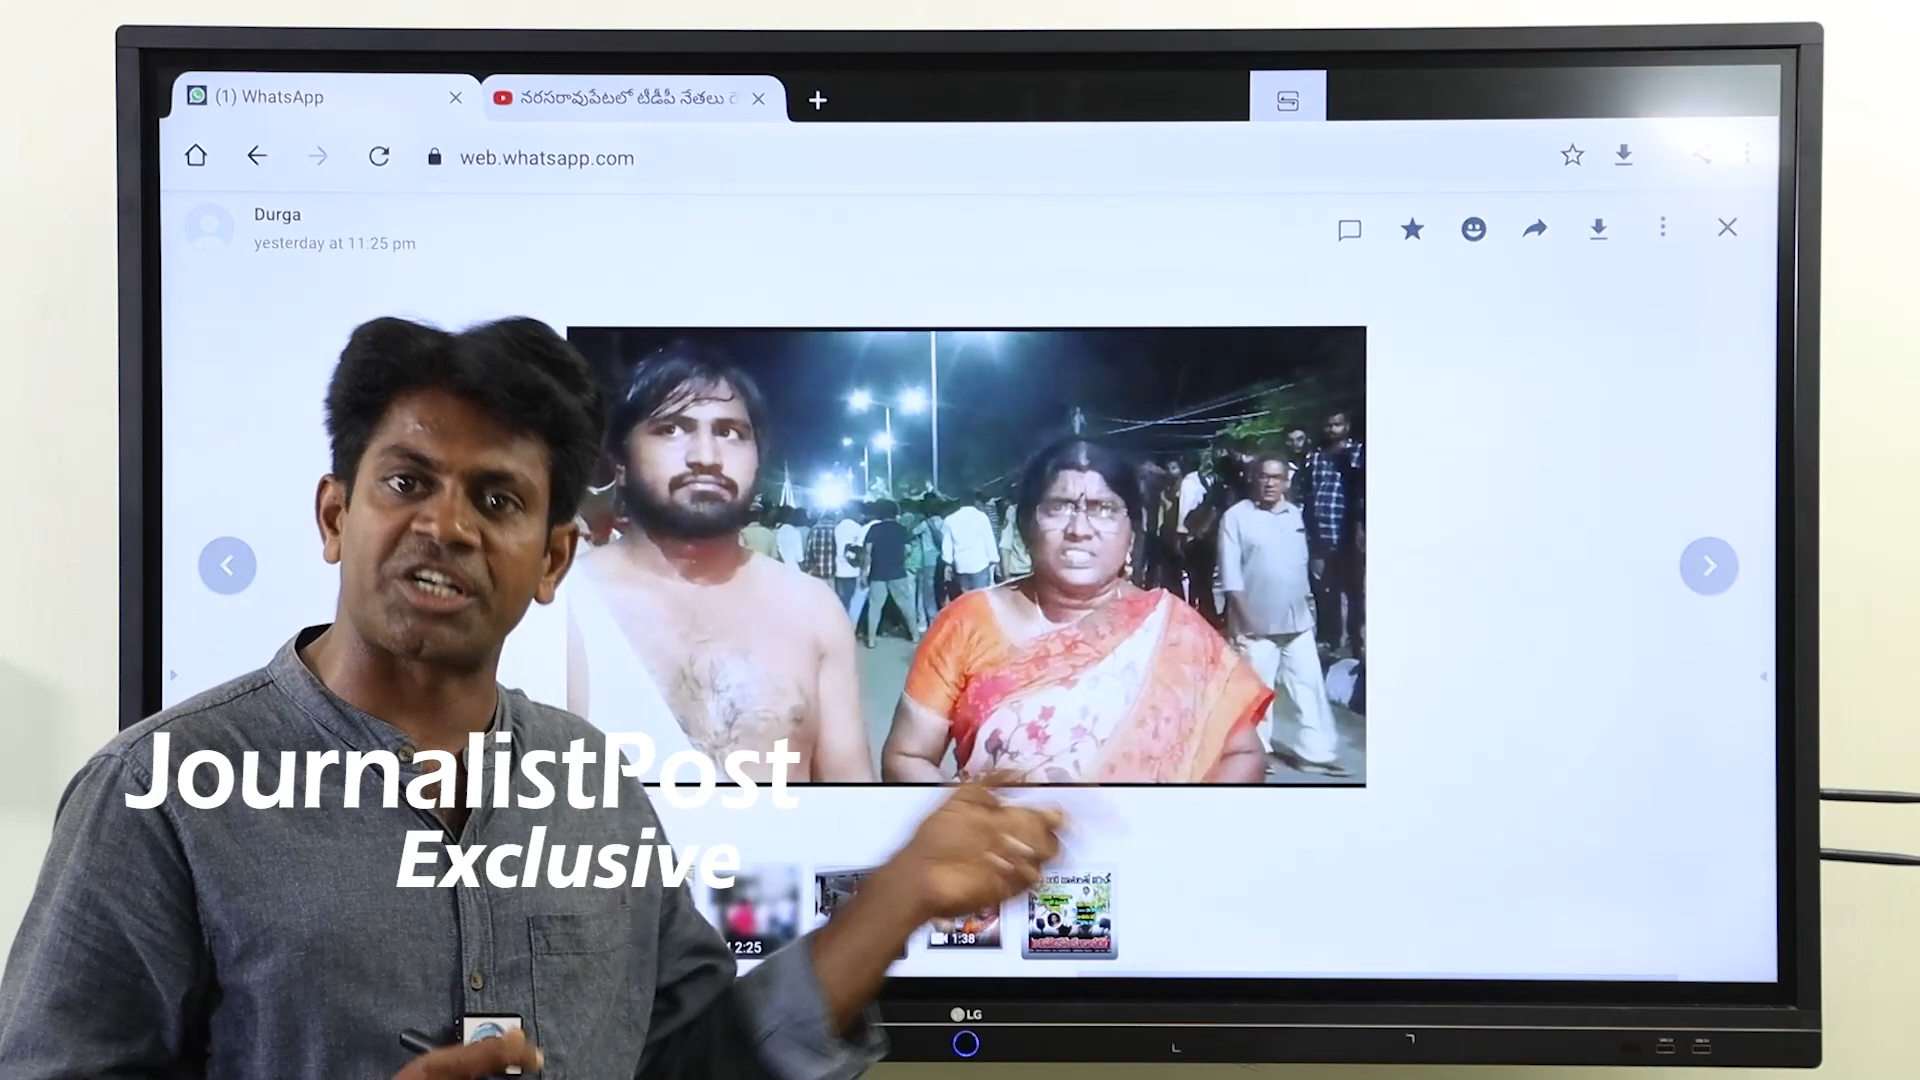 (1) WhatsApp
నరసరావుపేటలో టీడీపీ నేతలు
web.whatsapp.com
Durga
yesterday at 11:25 pm
JournalistPost
Exclusive
2:25
1:38
LG